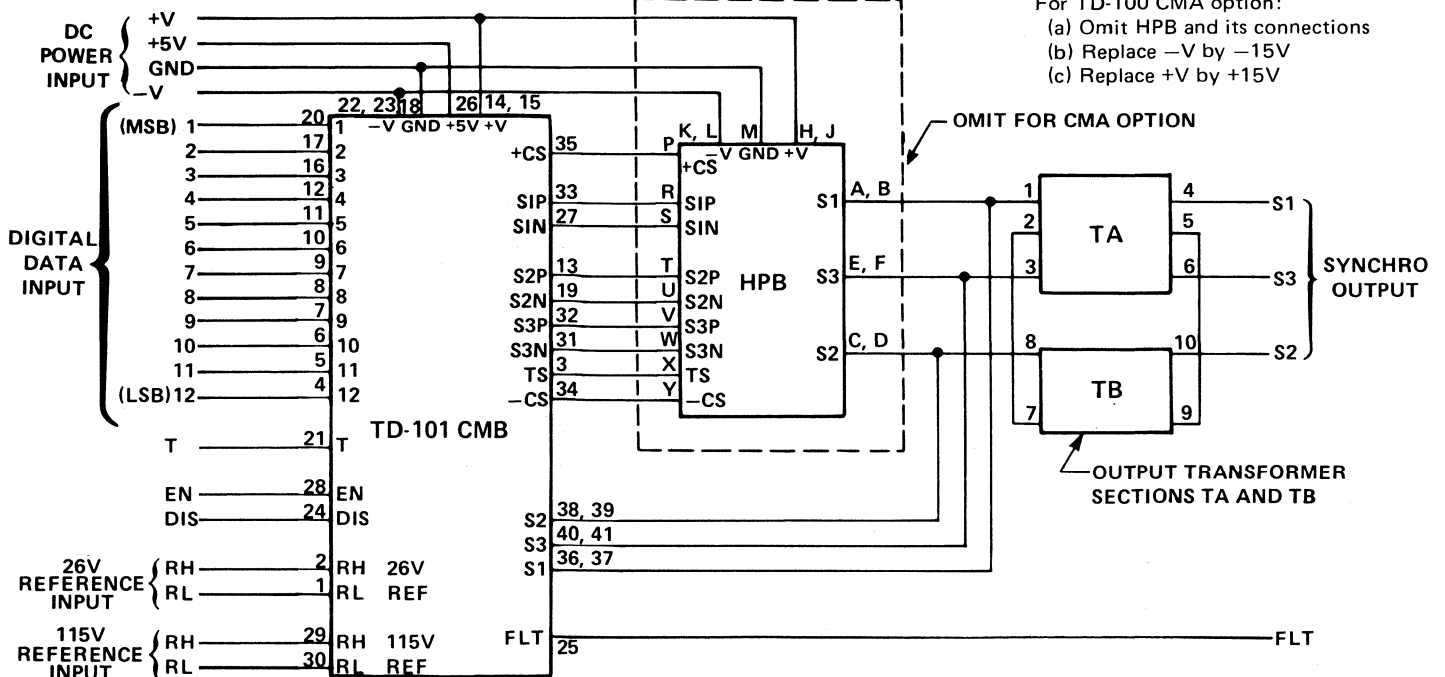 For TD-100 CMA option:
(a) Omit HPB and its connections
(b) Replace −V by −15V
(c) Replace +V by +15V
DC
POWER
INPUT
+V
+5V
GND
−V
22, 23 18 26 14, 15
−V GND +5V +V
DIGITAL
DATA
INPUT
(MSB) 1 20 1
2 17 2
3 16 3
4 12 4
5 11 5
6 10 6
7 9 7
8 8 8
9 7 9
10 6 10
11 5 11
(LSB) 12 4 12
T 21 T
EN 28 EN
DIS 24 DIS
26V
REFERENCE
INPUT
RH 2 RH 26V
RL 1 RL REF
115V
REFERENCE
INPUT
RH 29 RH 115V
RL 30 RL REF
TD-101 CMB
+CS 35 P +CS
SIP 33 R SIP
SIN 27 S SIN
S2P 13 T S2P
S2N 19 U S2N
S3P 32 V S3P
S3N 31 W S3N
TS 3 X TS
−CS 34 Y −CS
S2 38, 39
S3 40, 41
S1 36, 37
FLT 25 FLT
K, L M H, J
−V GND +V
HPB
S1 A, B
S3 E, F
S2 C, D
OMIT FOR CMA OPTION
1 TA 4 S1
2 5
3 6 S3
8 TB 10 S2
7 9
SYNCHRO
OUTPUT
OUTPUT TRANSFORMER
SECTIONS TA AND TB